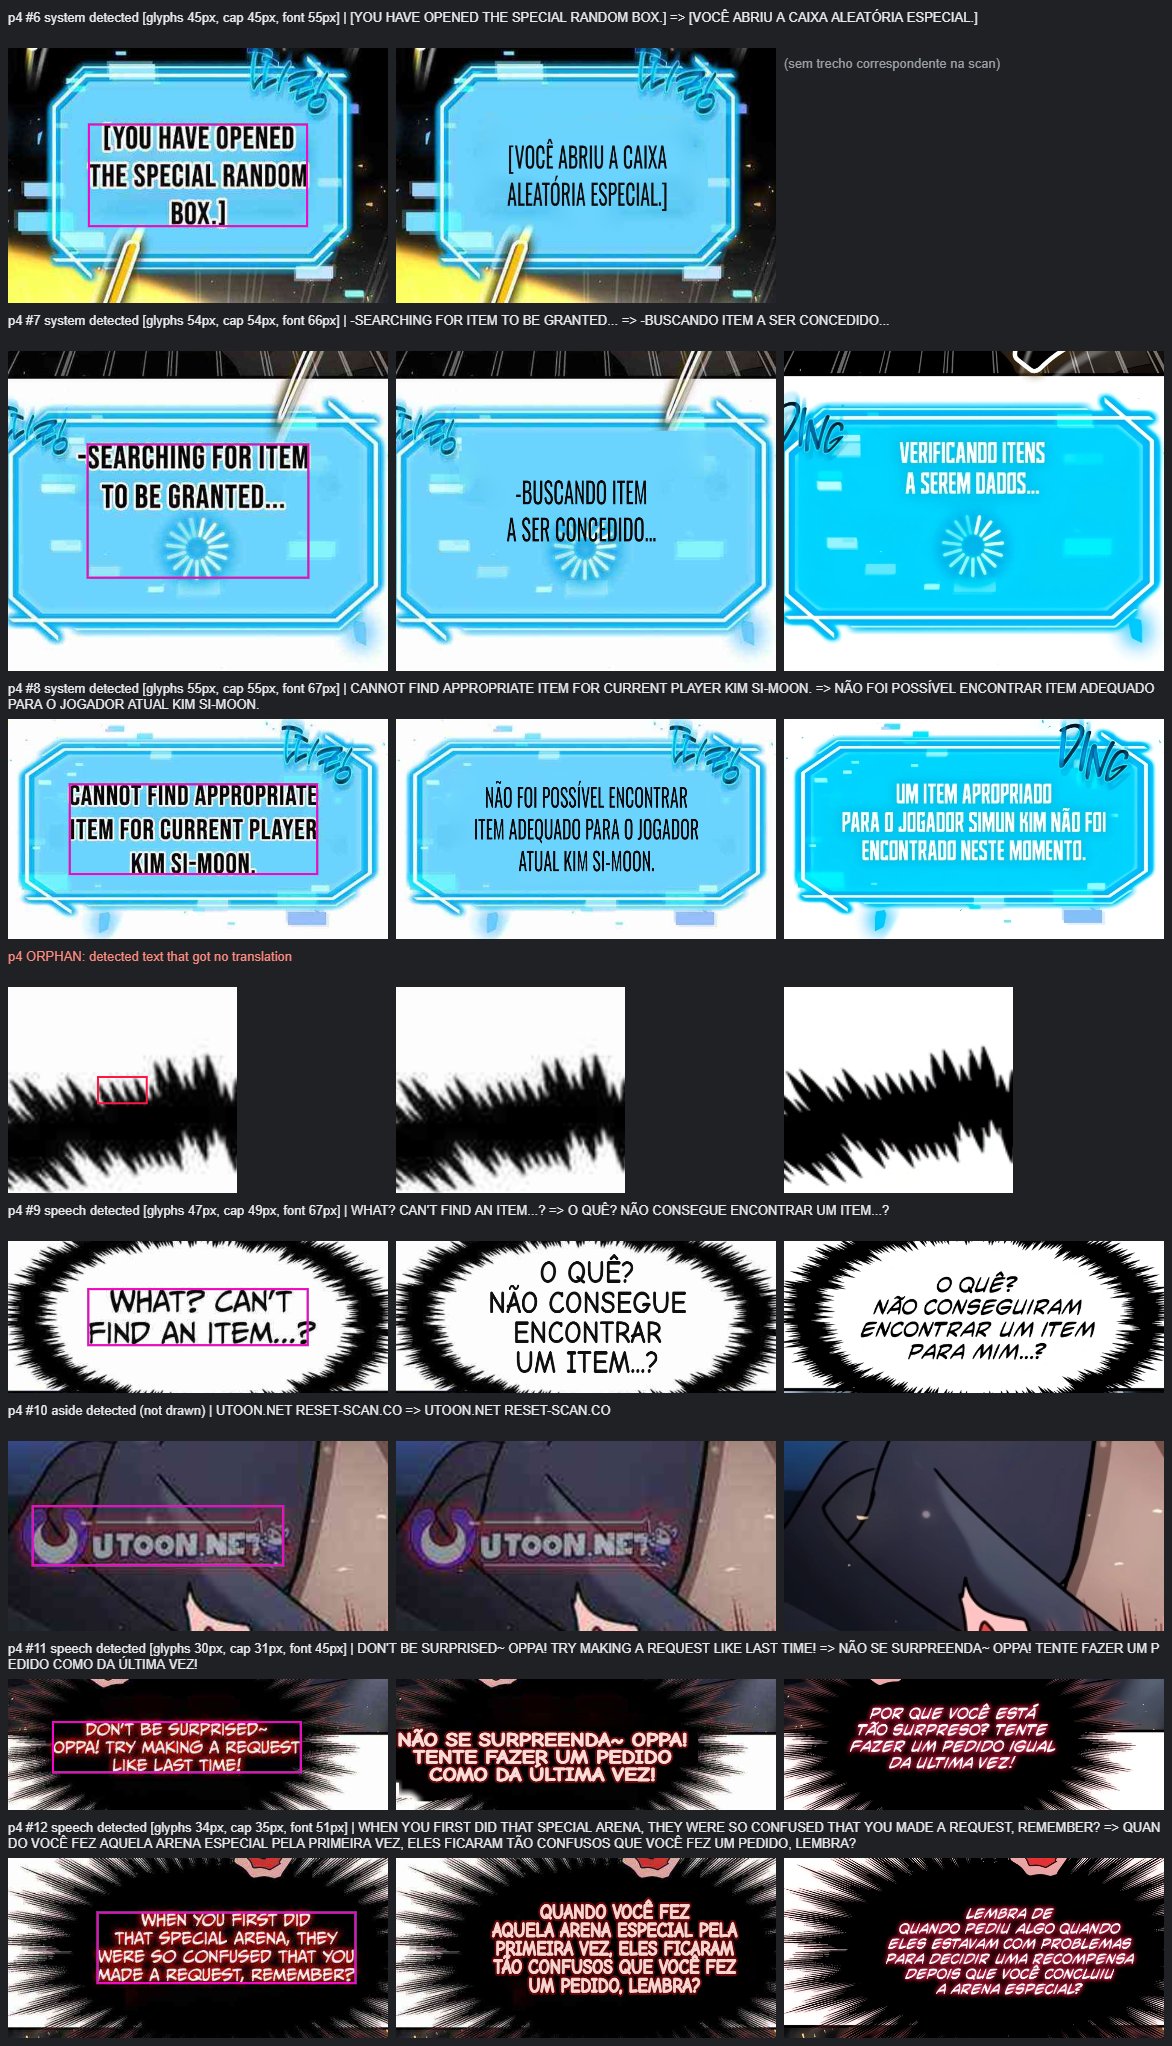 p4 #6 system detected [glyphs 45px, cap 45px, font 55px] | [YOU HAVE OPENED THE SPECIAL RANDOM BOX.] => [VOCÊ ABRIU A CAIXA ALEATÓRIA ESPECIAL.]
[YOU HAVE OPENED
THE SPECIAL RANDOM
BOX.]
[VOCÊ ABRIU A CAIXA
ALEATÓRIA ESPECIAL.]
(sem trecho correspondente na scan)
p4 #7 system detected [glyphs 54px, cap 54px, font 66px] | -SEARCHING FOR ITEM TO BE GRANTED... => -BUSCANDO ITEM A SER CONCEDIDO...
-SEARCHING FOR ITEM
TO BE GRANTED...
-BUSCANDO ITEM
A SER CONCEDIDO...
DING
VERIFICANDO ITENS
A SEREM DADOS...
p4 #8 system detected [glyphs 55px, cap 55px, font 67px] | CANNOT FIND APPROPRIATE ITEM FOR CURRENT PLAYER KIM SI-MOON. => NÃO FOI POSSÍVEL ENCONTRAR ITEM ADEQUADO
PARA O JOGADOR ATUAL KIM SI-MOON.
CANNOT FIND APPROPRIATE
ITEM FOR CURRENT PLAYER
KIM SI-MOON.
NÃO FOI POSSÍVEL ENCONTRAR
ITEM ADEQUADO PARA O JOGADOR
ATUAL KIM SI-MOON.
DING
UM ITEM APROPRIADO
PARA O JOGADOR SIMUN KIM NÃO FOI
ENCONTRADO NESTE MOMENTO.
p4 ORPHAN: detected text that got no translation
p4 #9 speech detected [glyphs 47px, cap 49px, font 67px] | WHAT? CAN'T FIND AN ITEM...? => O QUÊ? NÃO CONSEGUE ENCONTRAR UM ITEM...?
WHAT? CAN'T
FIND AN ITEM...?
O QUÊ?
NÃO CONSEGUE
ENCONTRAR
UM ITEM...?
O QUÊ?
NÃO CONSEGUIRAM
ENCONTRAR UM ITEM
PARA MIM...?
p4 #10 aside detected (not drawn) | UTOON.NET RESET-SCAN.CO => UTOON.NET RESET-SCAN.CO
UTOON.NET
UTOON.NET
p4 #11 speech detected [glyphs 30px, cap 31px, font 45px] | DON'T BE SURPRISED~ OPPA! TRY MAKING A REQUEST LIKE LAST TIME! => NÃO SE SURPREENDA~ OPPA! TENTE FAZER UM P
EDIDO COMO DA ÚLTIMA VEZ!
DON'T BE SURPRISED~
OPPA! TRY MAKING A REQUEST
LIKE LAST TIME!
NÃO SE SURPREENDA~ OPPA!
TENTE FAZER UM PEDIDO
COMO DA ÚLTIMA VEZ!
POR QUE VOCÊ ESTÁ
TÃO SURPRESO? TENTE
FAZER UM PEDIDO IGUAL
DA ULTIMA VEZ!
p4 #12 speech detected [glyphs 34px, cap 35px, font 51px] | WHEN YOU FIRST DID THAT SPECIAL ARENA, THEY WERE SO CONFUSED THAT YOU MADE A REQUEST, REMEMBER? => QUAN
DO VOCÊ FEZ AQUELA ARENA ESPECIAL PELA PRIMEIRA VEZ, ELES FICARAM TÃO CONFUSOS QUE VOCÊ FEZ UM PEDIDO, LEMBRA?
WHEN YOU FIRST DID
THAT SPECIAL ARENA, THEY
WERE SO CONFUSED THAT YOU
MADE A REQUEST, REMEMBER?
QUANDO VOCÊ FEZ
AQUELA ARENA ESPECIAL PELA
PRIMEIRA VEZ, ELES FICARAM
TÃO CONFUSOS QUE VOCÊ FEZ
UM PEDIDO, LEMBRA?
LEMBRA DE
QUANDO PEDIU ALGO QUANDO
ELES ESTAVAM COM PROBLEMAS
PARA DECIDIR UMA RECOMPENSA
DEPOIS QUE VOCÊ CONCLUIU
A ARENA ESPECIAL?